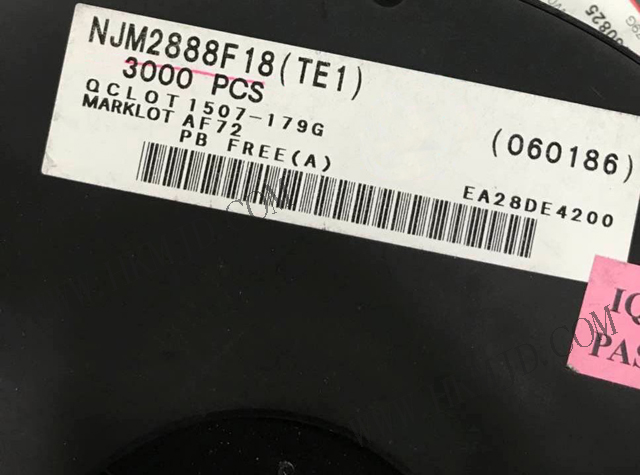 NJM2888F18(TE1)
3000 PCS
QCLOT 1507-179G
MARKLOT AF72
PB FREE(A)
(060186)
EA28DE4200